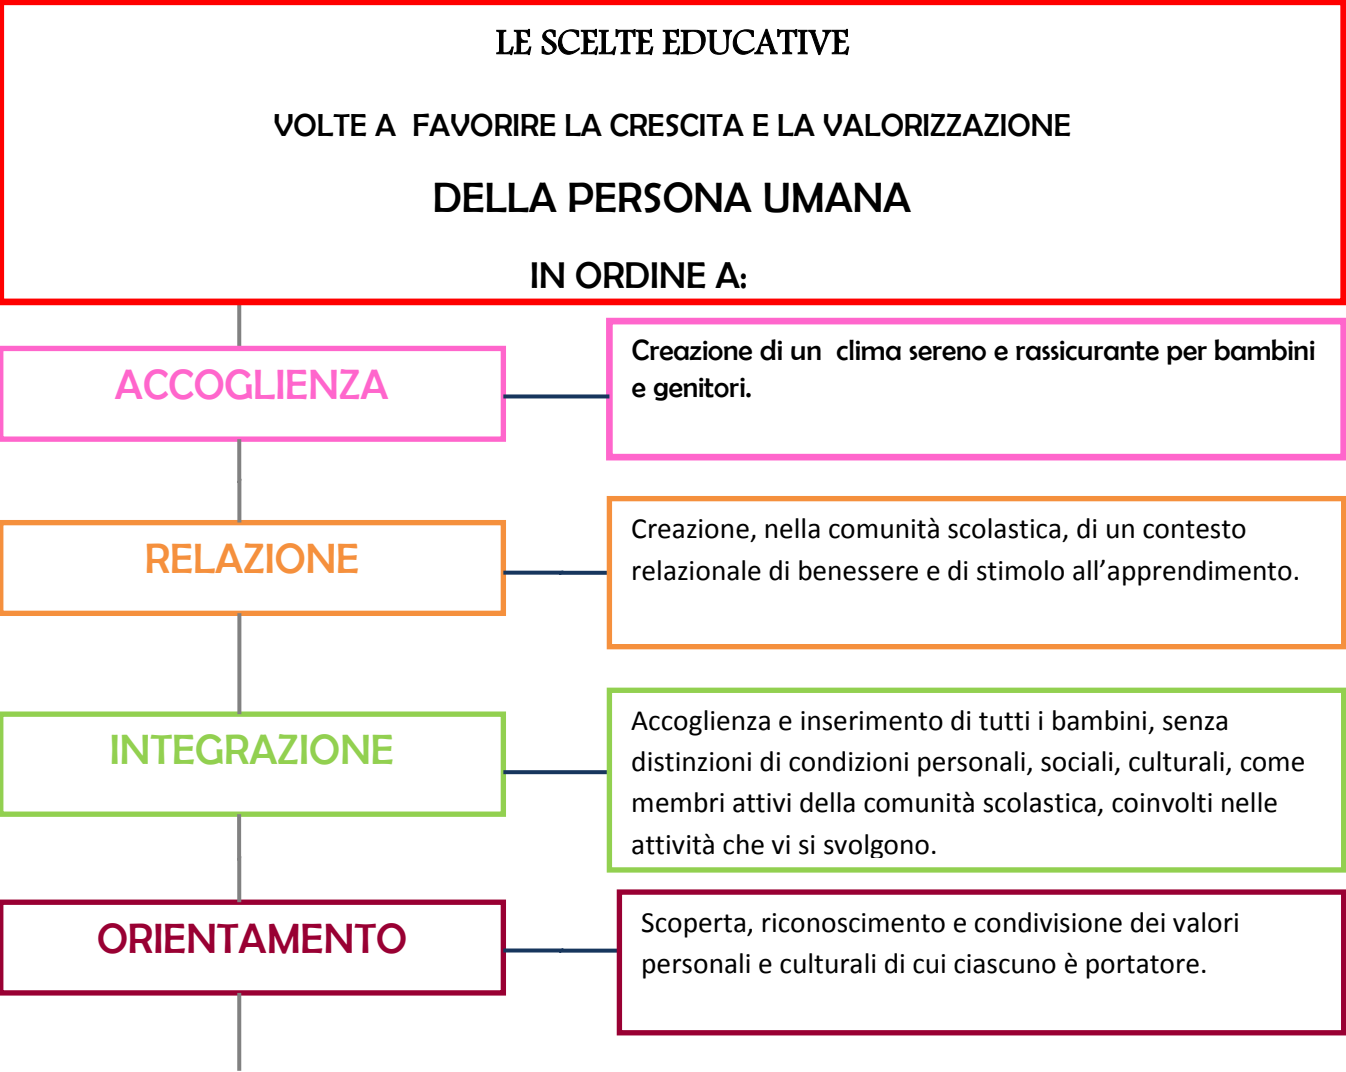 LE SCELTE EDUCATIVE
VOLTE A FAVORIRE LA CRESCITA E LA VALORIZZAZIONE
DELLA PERSONA UMANA
IN ORDINE A:
ACCOGLIENZA
Creazione di un clima sereno e rassicurante per bambini
e genitori.
RELAZIONE
Creazione, nella comunità scolastica, di un contesto
relazionale di benessere e di stimolo all’apprendimento.
INTEGRAZIONE
Accoglienza e inserimento di tutti i bambini, senza
distinzioni di condizioni personali, sociali, culturali, come
membri attivi della comunità scolastica, coinvolti nelle
attività che vi si svolgono.
ORIENTAMENTO
Scoperta, riconoscimento e condivisione dei valori
personali e culturali di cui ciascuno è portatore.